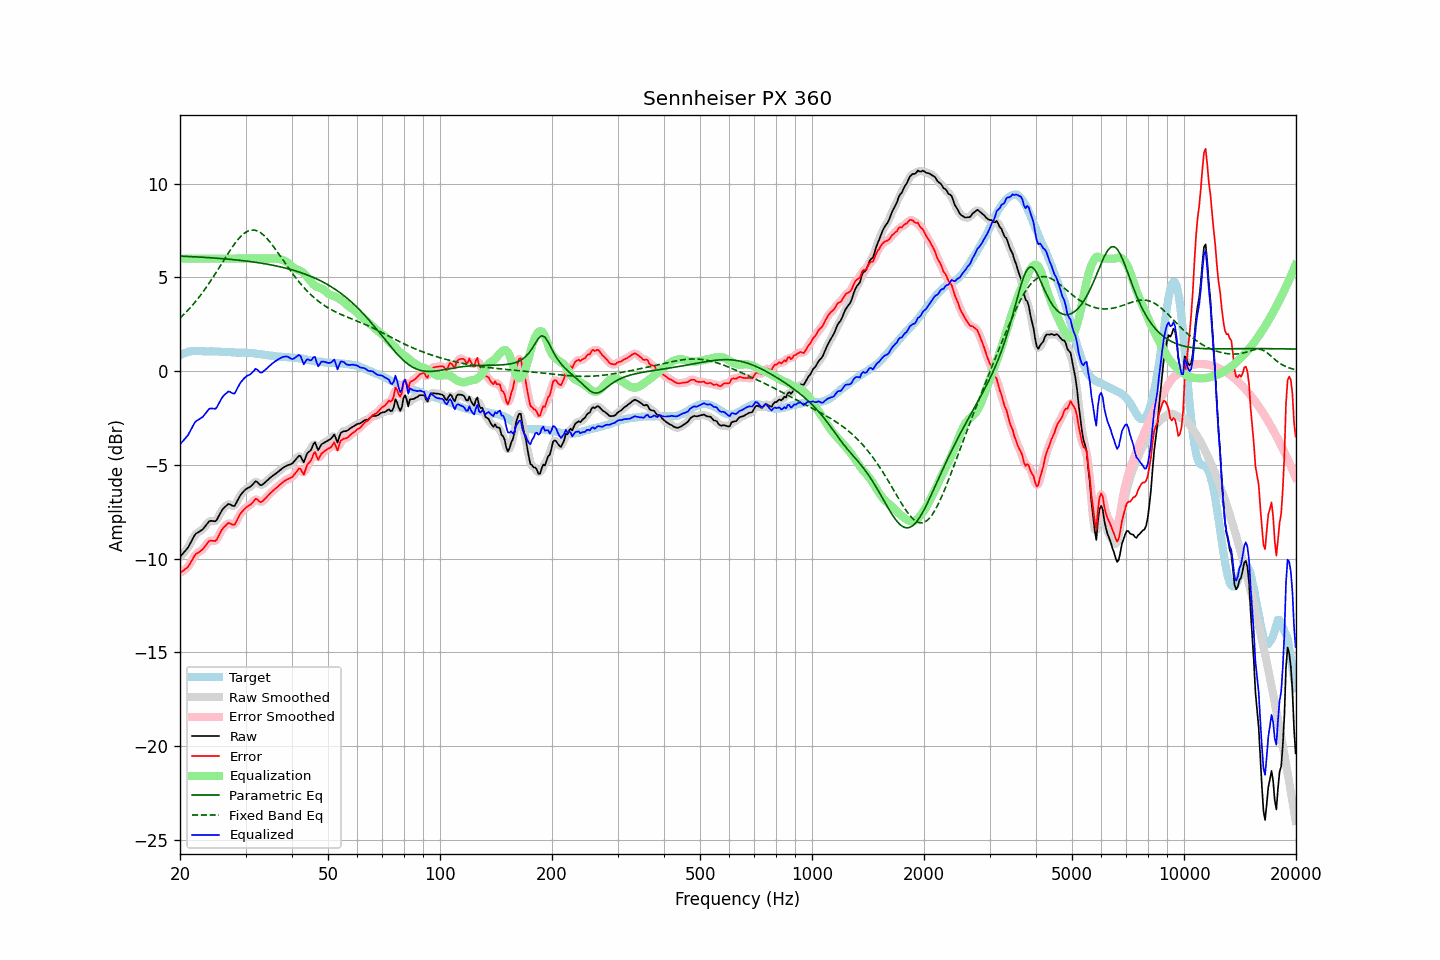 Sennheiser PX 360
Amplitude (dBr)
10
5
0
−5
−10
−15
−20
−25
Target
Raw Smoothed
Error Smoothed
Raw
Error
Equalization
Parametric Eq
Fixed Band Eq
Equalized
20 50 100 200 500 1000 2000 5000 10000 20000
Frequency (Hz)